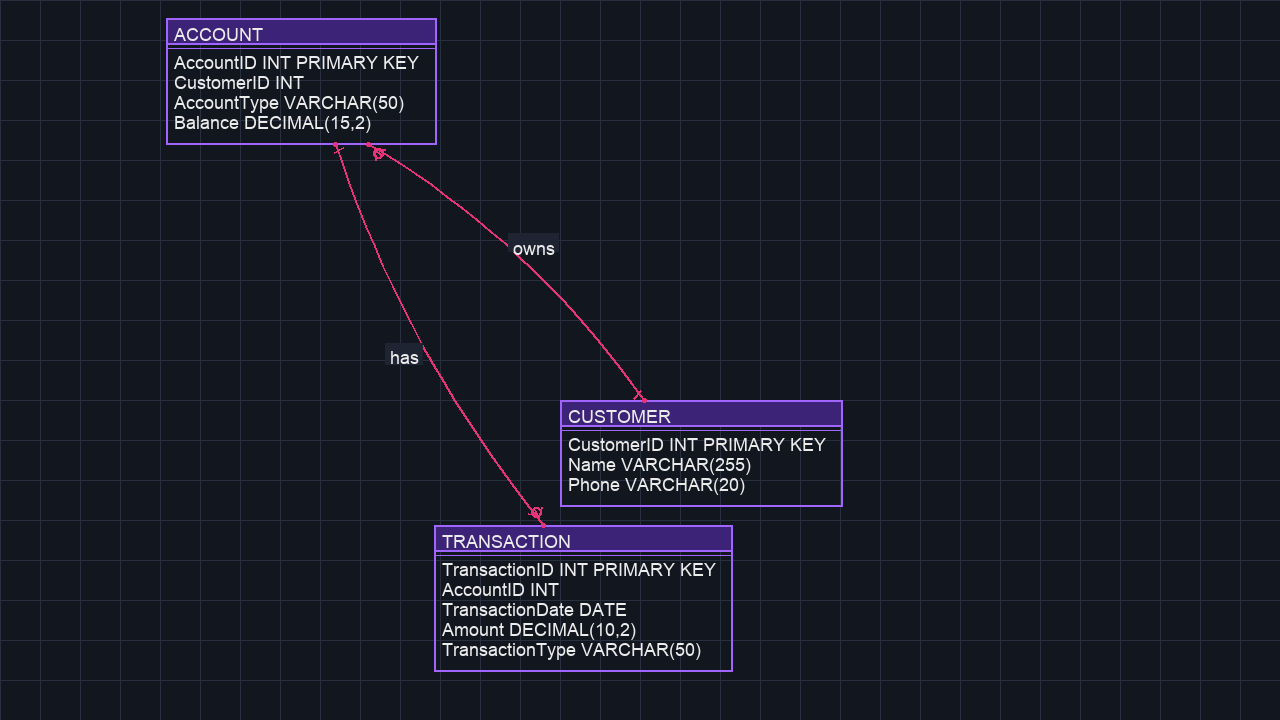 ACCOUNT
AccountID INT PRIMARY KEY
CustomerID INT
AccountType VARCHAR(50)
Balance DECIMAL(15,2)
owns
has
CUSTOMER
CustomerID INT PRIMARY KEY
Name VARCHAR(255)
Phone VARCHAR(20)
TRANSACTION
TransactionID INT PRIMARY KEY
AccountID INT
TransactionDate DATE
Amount DECIMAL(10,2)
TransactionType VARCHAR(50)